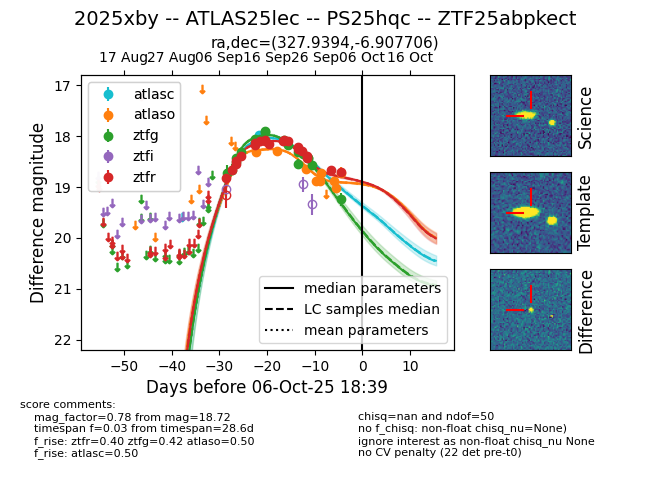 2025xby -- ATLAS25lec -- PS25hqc -- ZTF25abpkect
ra,dec=(327.9394,-6.907706)
17 Aug 27 Aug 06 Sep 16 Sep 26 Sep 06 Oct 16 Oct
17
18
19
20
21
22
Difference magnitude
atlasc
atlaso
ztfg
ztfi
ztfr
median parameters
LC samples median
mean parameters
−50 −40 −30 −20 −10 0 10
Days before 06-Oct-25 18:39
Science
Template
Difference
score comments:
mag_factor=0.78 from mag=18.72
timespan f=0.03 from timespan=28.6d
f_rise: ztfr=0.40 ztfg=0.42 atlaso=0.50
f_rise: atlasc=0.50
chisq=nan and ndof=50
no f_chisq: non-float chisq_nu=None)
ignore interest as non-float chisq_nu None
no CV penalty (22 det pre-t0)